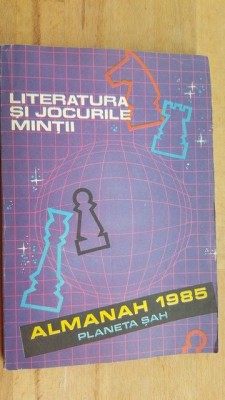 LITERATURA
ȘI JOCURILE
MINȚII
ALMANAH 1985
PLANETA ȘAH